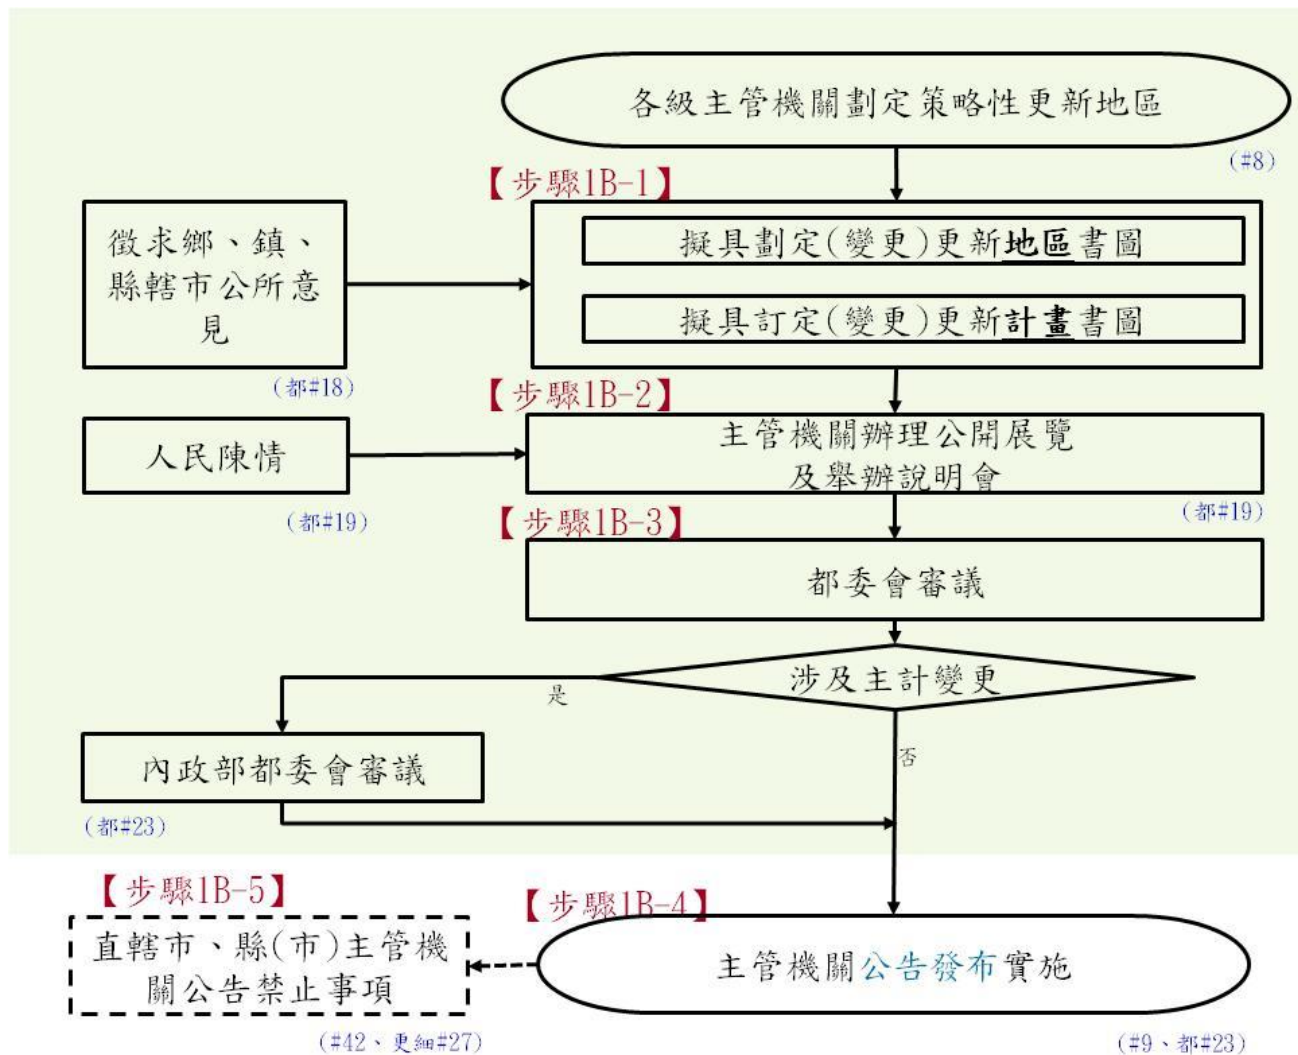 各級主管機關劃定策略性更新地區
(#8)
【步驟1B-1】
徵求鄉、鎮、
縣轄市公所意
見
(都#18)
擬具劃定(變更)更新地區書圖
擬具訂定(變更)更新計畫書圖
【步驟1B-2】
人民陳情
(都#19)
主管機關辦理公開展覽
及舉辦說明會
(都#19)
【步驟1B-3】
都委會審議
涉及主計變更
是
否
內政部都委會審議
(都#23)
【步驟1B-4】
主管機關公告發布實施
(#9、都#23)
【步驟1B-5】
直轄市、縣(市)主管機
關公告禁止事項
(#42、更細#27)